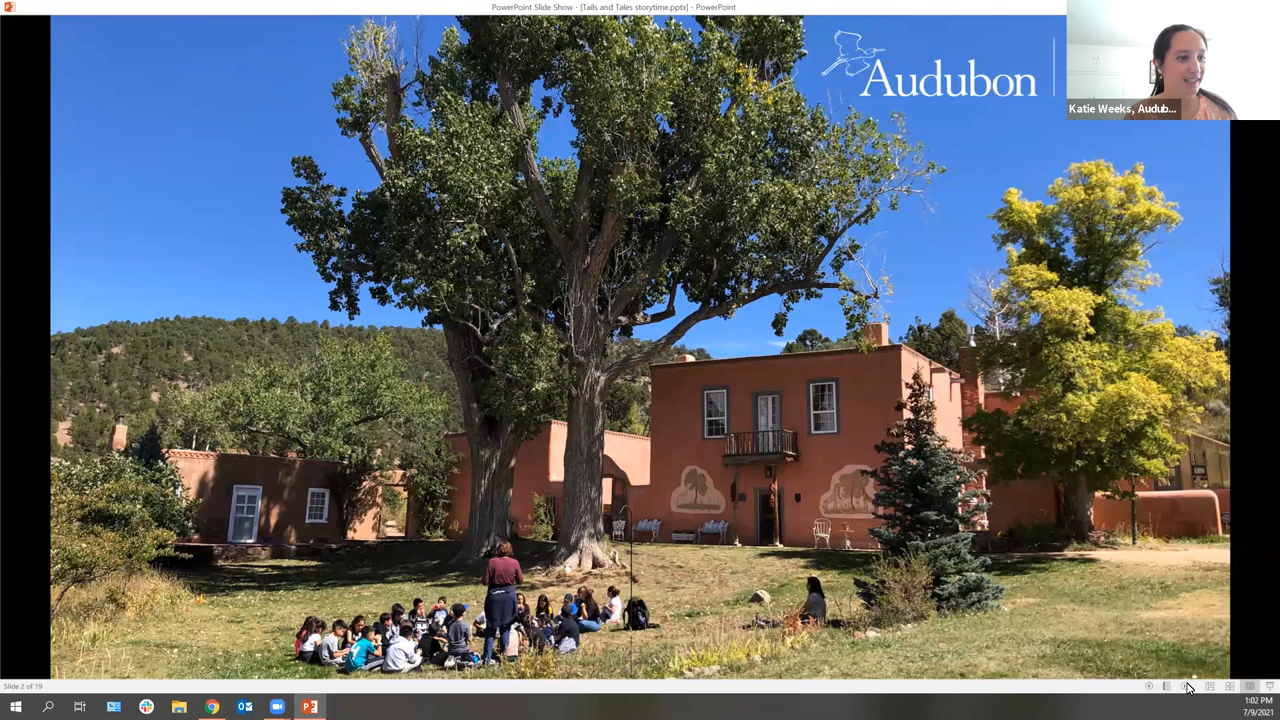 PowerPoint Slide Show - [Tails and Tales storytime.pptx] - PowerPoint
Audubon
Katie Weeks, Audub...
Slide 2 of 19
1:02 PM
7/9/2021